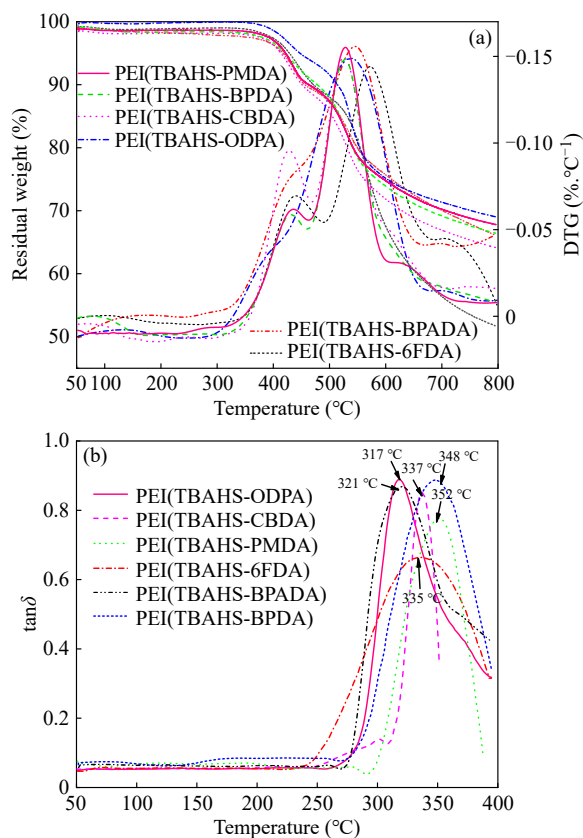 (a)
100
90
80
70
60
50
Residual weight (%)
PEI(TBAHS-PMDA)
PEI(TBAHS-BPDA)
PEI(TBAHS-CBDA)
PEI(TBAHS-ODPA)
PEI(TBAHS-BPADA)
PEI(TBAHS-6FDA)
−0.15
−0.10
−0.05
0
DTG (%.°C⁻¹)
50 100 200 300 400 500 600 700 800
Temperature (°C)
(b)
1.0
0.8
0.6
0.4
0.2
0
tanδ
PEI(TBAHS-ODPA)
PEI(TBAHS-CBDA)
PEI(TBAHS-PMDA)
PEI(TBAHS-6FDA)
PEI(TBAHS-BPADA)
PEI(TBAHS-BPDA)
317 °C
321 °C
337 °C
348 °C
352 °C
335 °C
50 100 150 200 250 300 350 400
Temperature (°C)